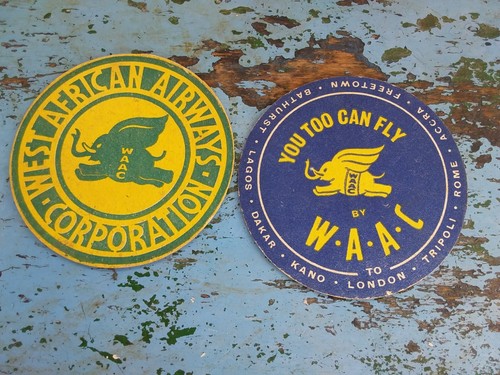 WEST AFRICAN AIRWAYS
· CORPORATION ·
WAAC
YOU TOO CAN FLY
WAAC
BY
W·A·A·C
TO
LAGOS · BATHURST · FREETOWN · ACCRA
DAKAR · KANO · LONDON · TRIPOLI · ROME